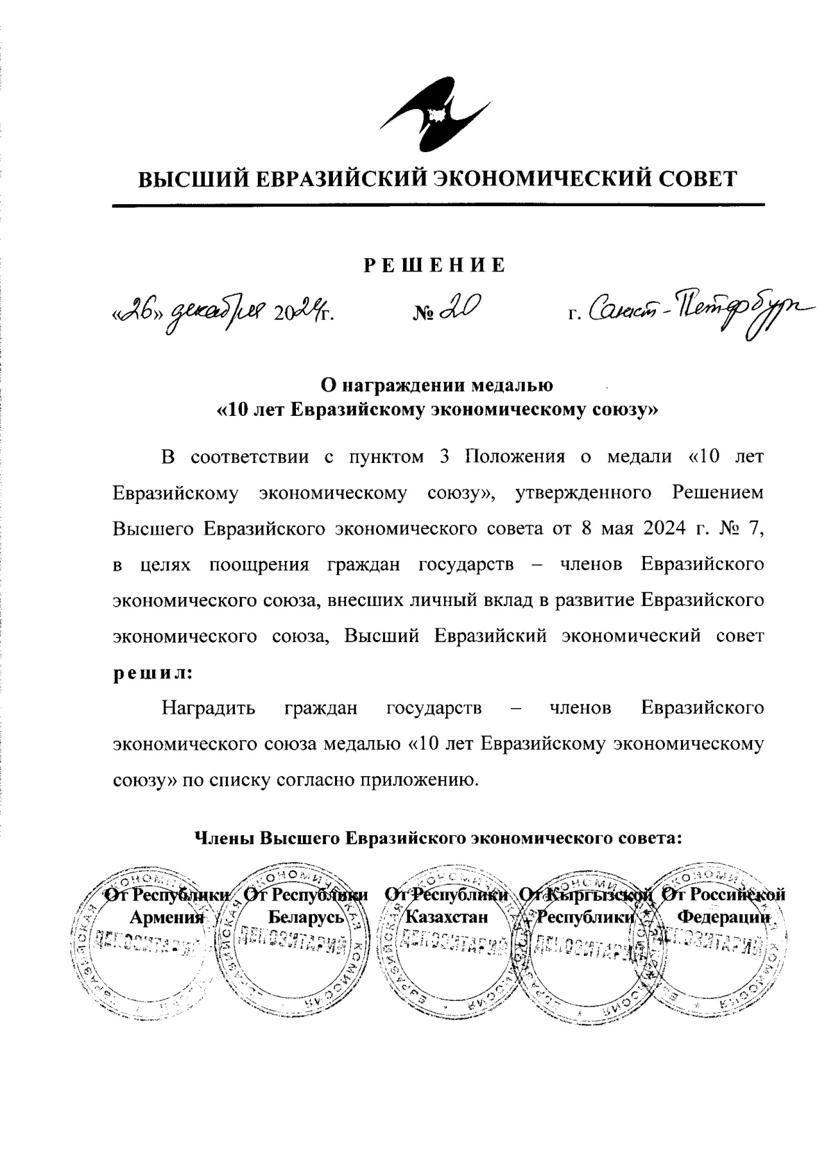 ВЫСШИЙ ЕВРАЗИЙСКИЙ ЭКОНОМИЧЕСКИЙ СОВЕТ
РЕШЕНИЕ
«26» декабря 2024г. № 20 г. Санкт-Петербург
О награждении медалью
«10 лет Евразийскому экономическому союзу»
В соответствии с пунктом 3 Положения о медали «10 лет
Евразийскому экономическому союзу», утвержденного Решением
Высшего Евразийского экономического совета от 8 мая 2024 г. № 7,
в целях поощрения граждан государств – членов Евразийского
экономического союза, внесших личный вклад в развитие Евразийского
экономического союза, Высший Евразийский экономический совет
решил:
Наградить граждан государств – членов Евразийского
экономического союза медалью «10 лет Евразийскому экономическому
союзу» по списку согласно приложению.
Члены Высшего Евразийского экономического совета:
От Республики От Республики От Республики От Кыргызской От Российской
Армения Беларусь Казахстан Республики Федерации
ДЕПОЗИТАРИЙ ДЕПОЗИТАРИЙ ДЕПОЗИТАРИЙ ДЕПОЗИТАРИЙ ДЕПОЗИТАРИЙ